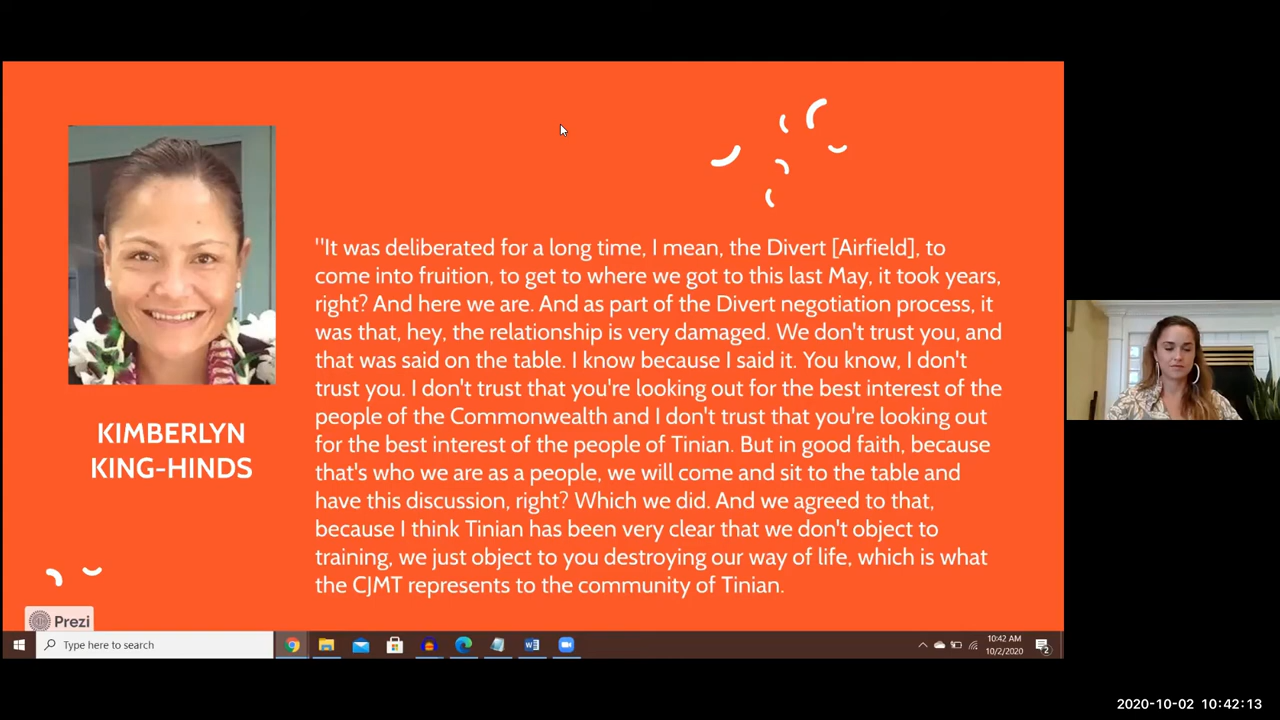 "It was deliberated for a long time, I mean, the Divert [Airfield], to
come into fruition, to get to where we got to this last May, it took years,
right? And here we are. And as part of the Divert negotiation process, it
was that, hey, the relationship is very damaged. We don't trust you, and
that was said on the table. I know because I said it. You know, I don't
trust you. I don't trust that you're looking out for the best interest of the
people of the Commonwealth and I don't trust that you're looking out
for the best interest of the people of Tinian. But in good faith, because
that's who we are as a people, we will come and sit to the table and
have this discussion, right? Which we did. And we agreed to that,
because I think Tinian has been very clear that we don't object to
training, we just object to you destroying our way of life, which is what
the CJMT represents to the community of Tinian.
KIMBERLYN
KING-HINDS
Prezi
Type here to search
10:42 AM
10/2/2020
2
2020-10-02 10:42:13